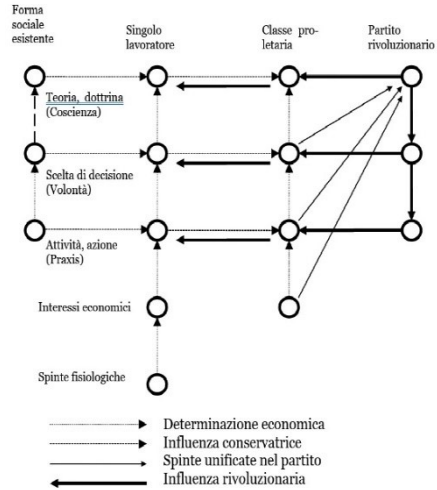 Forma
sociale
esistente
Singolo
lavoratore
Classe pro-
letaria
Partito
rivoluzionario
Teoria, dottrina
(Coscienza)
Scelta di decisione
(Volontà)
Attività, azione
(Praxis)
Interessi economici
Spinte fisiologiche
Determinazione economica
Influenza conservatrice
Spinte unificate nel partito
Influenza rivoluzionaria